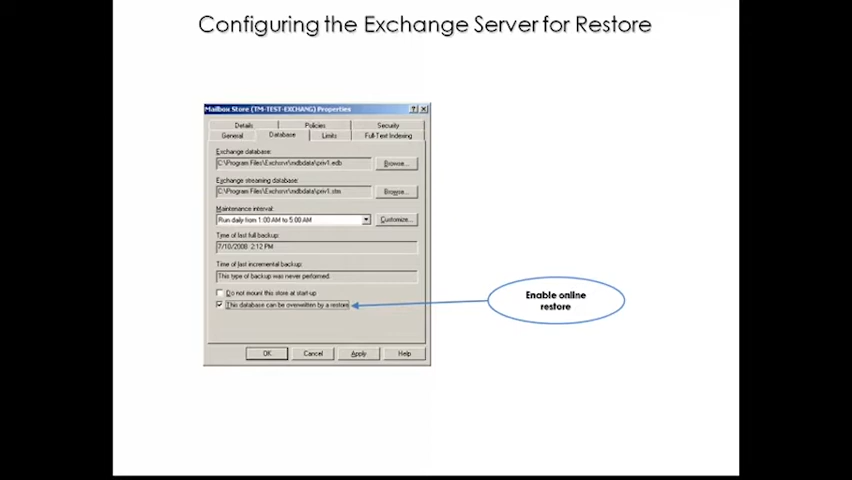 Configuring the Exchange Server for Restore
Mailbox Store (TM-TEST-EXCHANG) Properties
Details Policies Security
General Database Limits Full-Text Indexing
Exchange database:
C:\Program Files\Exchsrvr\mdbdata\priv1.edb Browse...
Exchange streaming database:
C:\Program Files\Exchsrvr\mdbdata\priv1.stm Browse...
Maintenance interval:
Run daily from 1:00 AM to 5:00 AM Customize...
Time of last full backup:
7/10/2008 2:12 PM
Time of last incremental backup:
This type of backup was never performed.
Do not mount this store at start-up
This database can be overwritten by a restore
Enable online
restore
OK Cancel Apply Help